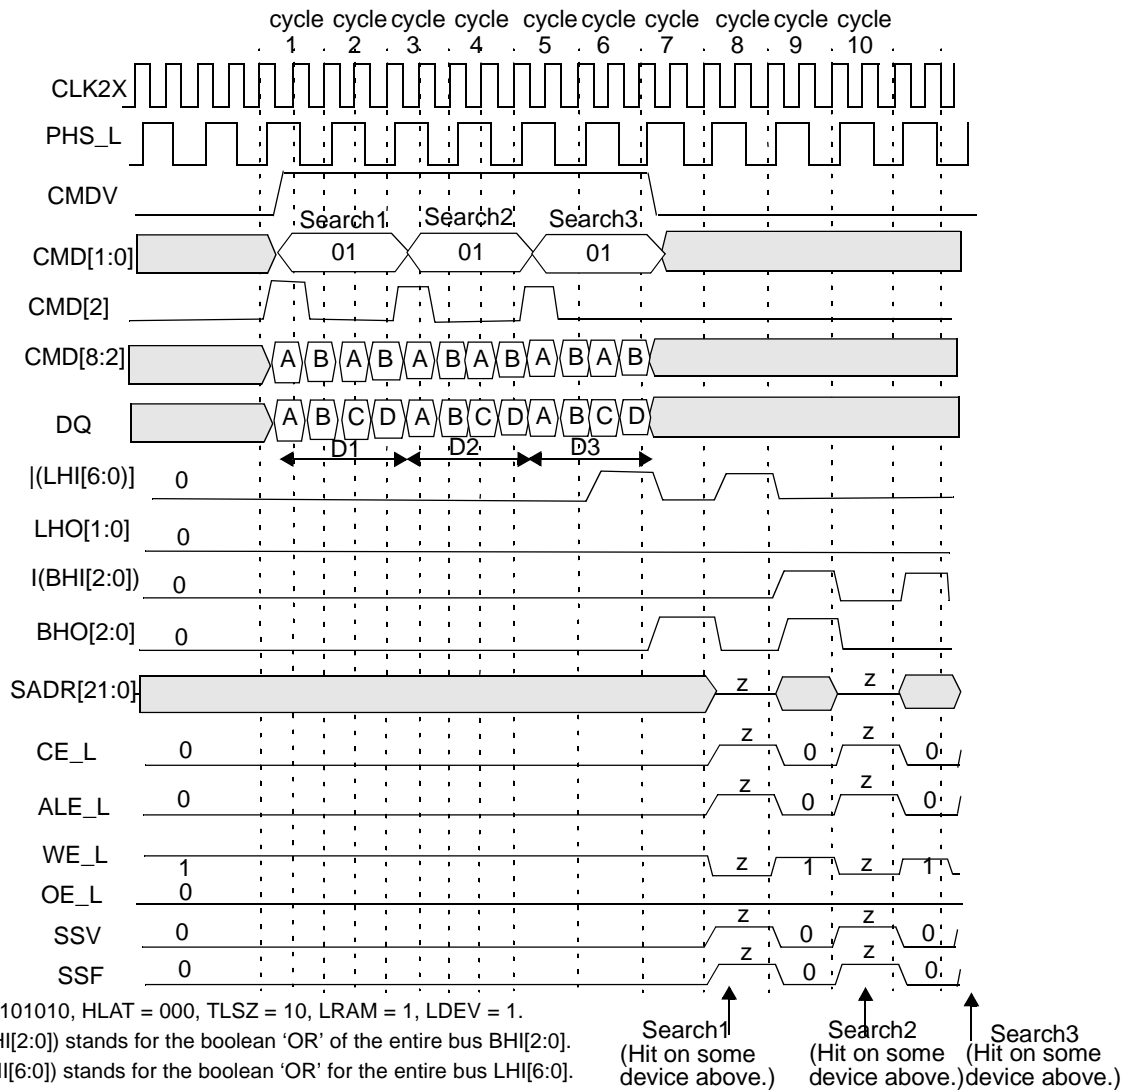 cycle cycle cycle cycle cycle cycle cycle cycle cycle cycle
1 2 3 4 5 6 7 8 9 10
CLK2X
PHS_L
CMDV
Search1 Search2 Search3
CMD[1:0] 01 01 01
CMD[2]
CMD[8:2] A B A B A B A B A B A B
DQ A B C D A B C D A B C D
D1 D2 D3
|(LHI[6:0)] 0
LHO[1:0] 0
I(BHI[2:0]) 0
BHO[2:0] 0
SADR[21:0] z z
CE_L 0 z 0 z 0
ALE_L 0 z 0 z 0
WE_L 1 z 1 z 1
OE_L 0
SSV 0 z 0 z 0
SSF 0 z 0 z 0
101010, HLAT = 000, TLSZ = 10, LRAM = 1, LDEV = 1.
HI[2:0]) stands for the boolean ‘OR’ of the entire bus BHI[2:0].
HI[6:0]) stands for the boolean ‘OR’ for the entire bus LHI[6:0].
Search1
(Hit on some
device above.)
Search2
(Hit on some
device above.)
Search3
(Hit on some
device above.)